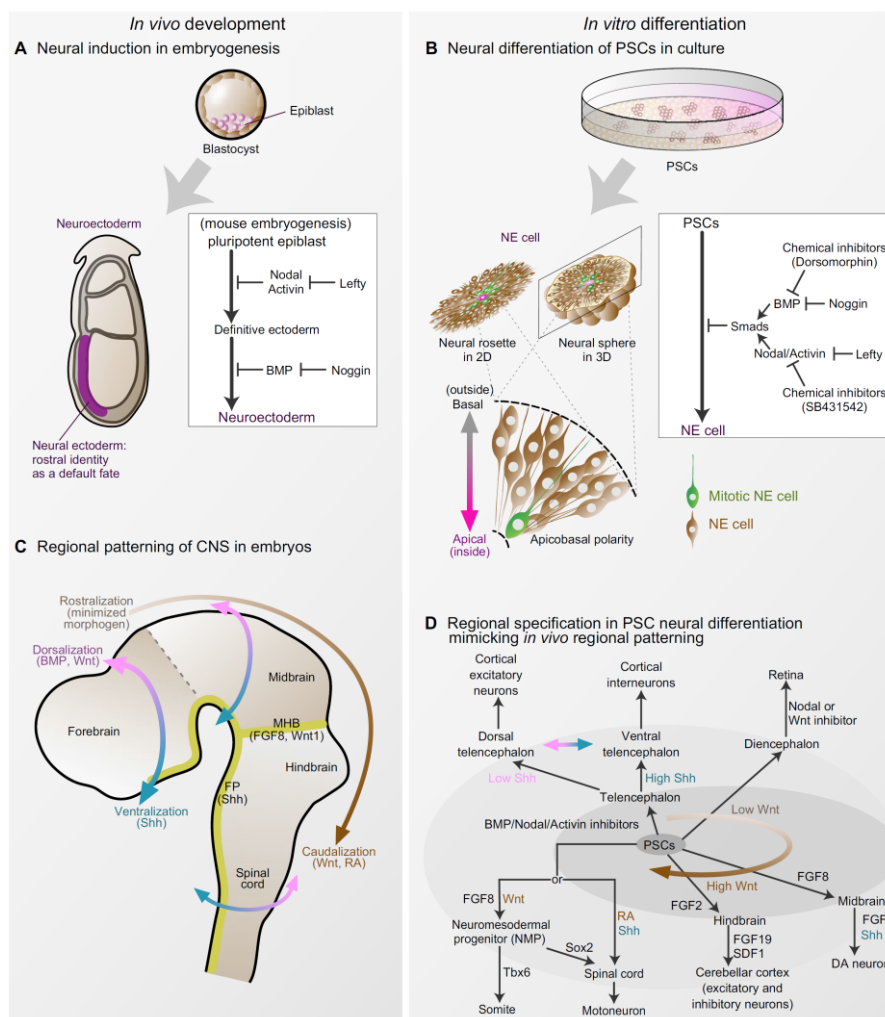 In vivo development
A Neural induction in embryogenesis
Epiblast
Blastocyst
Neuroectoderm
(mouse embryogenesis)
pluripotent epiblast
Nodal
Activin
Lefty
Definitive ectoderm
BMP
Noggin
Neuroectoderm
Neural ectoderm:
rostral identity
as a default fate
In vitro differentiation
B Neural differentiation of PSCs in culture
PSCs
NE cell
Neural rosette
in 2D
Neural sphere
in 3D
(outside)
Basal
Apical
(inside)
Apicobasal polarity
PSCs
Chemical inhibitors
(Dorsomorphin)
BMP
Noggin
Smads
Nodal/Activin
Lefty
Chemical inhibitors
(SB431542)
NE cell
Mitotic NE cell
NE cell
C Regional patterning of CNS in embryos
Rostralization
(minimized
morphogen)
Dorsalization
(BMP, Wnt)
Midbrain
Forebrain
MHB
(FGF8, Wnt1)
Hindbrain
FP
(Shh)
Ventralization
(Shh)
Caudalization
(Wnt, RA)
Spinal
cord
D Regional specification in PSC neural differentiation
mimicking in vivo regional patterning
Cortical
excitatory
neurons
Cortical
interneurons
Retina
Nodal or
Wnt inhibitor
Dorsal
telencephalon
Ventral
telencephalon
Diencephalon
Low Shh
High Shh
Telencephalon
Low Wnt
BMP/Nodal/Activin inhibitors
PSCs
or
High Wnt
FGF8
FGF8 Wnt
RA
Shh
FGF2
Midbrain
Neuromesodermal
progenitor (NMP)
Hindbrain
FGF
Shh
Sox2
FGF19
SDF1
Tbx6
Spinal cord
Cerebellar cortex
(excitatory and
inhibitory neurons)
DA neuron
Somite
Motoneuron